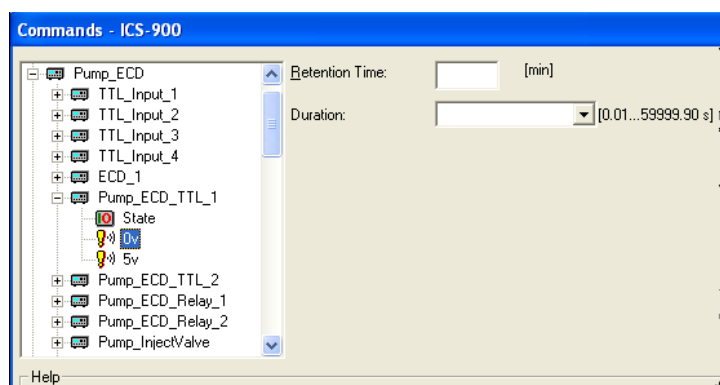 Commands - ICS-900
Pump_ECD
TTL_Input_1
TTL_Input_2
TTL_Input_3
TTL_Input_4
ECD_1
Pump_ECD_TTL_1
State
0v
5v
Pump_ECD_TTL_2
Pump_ECD_Relay_1
Pump_ECD_Relay_2
Pump_InjectValve
Retention Time: [min]
Duration: [0.01...59999.90 s]
Help